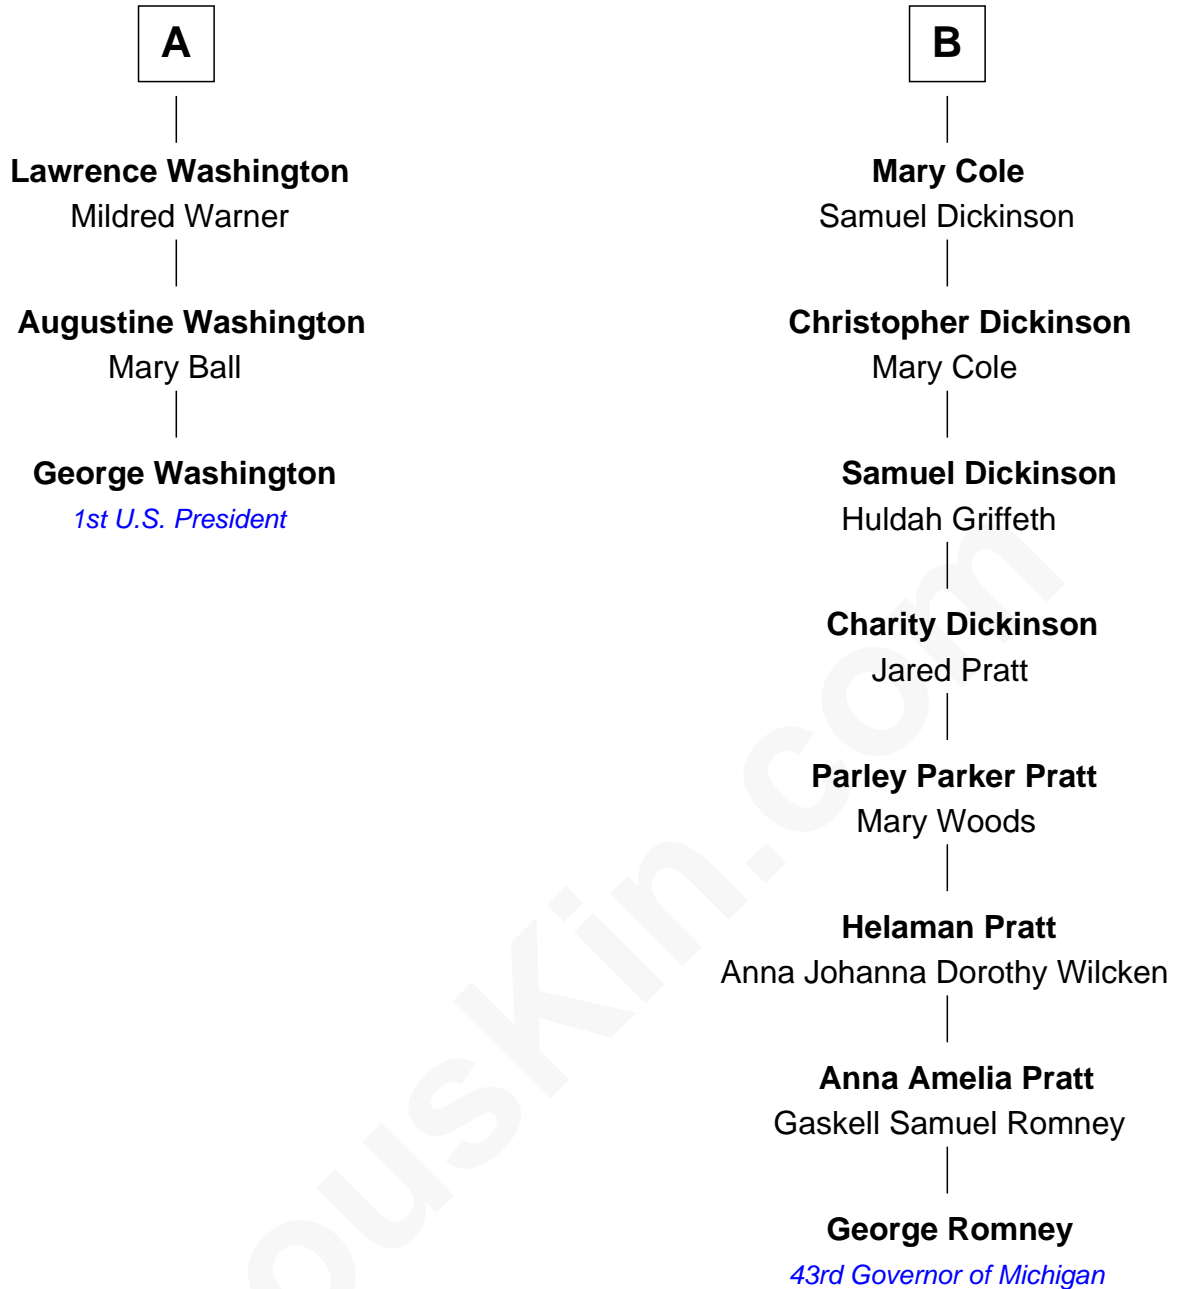 A
Lawrence Washington
Mildred Warner
Augustine Washington
Mary Ball
George Washington
1st U.S. President
B
Mary Cole
Samuel Dickinson
Christopher Dickinson
Mary Cole
Samuel Dickinson
Huldah Griffeth
Charity Dickinson
Jared Pratt
Parley Parker Pratt
Mary Woods
Helaman Pratt
Anna Johanna Dorothy Wilcken
Anna Amelia Pratt
Gaskell Samuel Romney
George Romney
43rd Governor of Michigan
ousKin.com